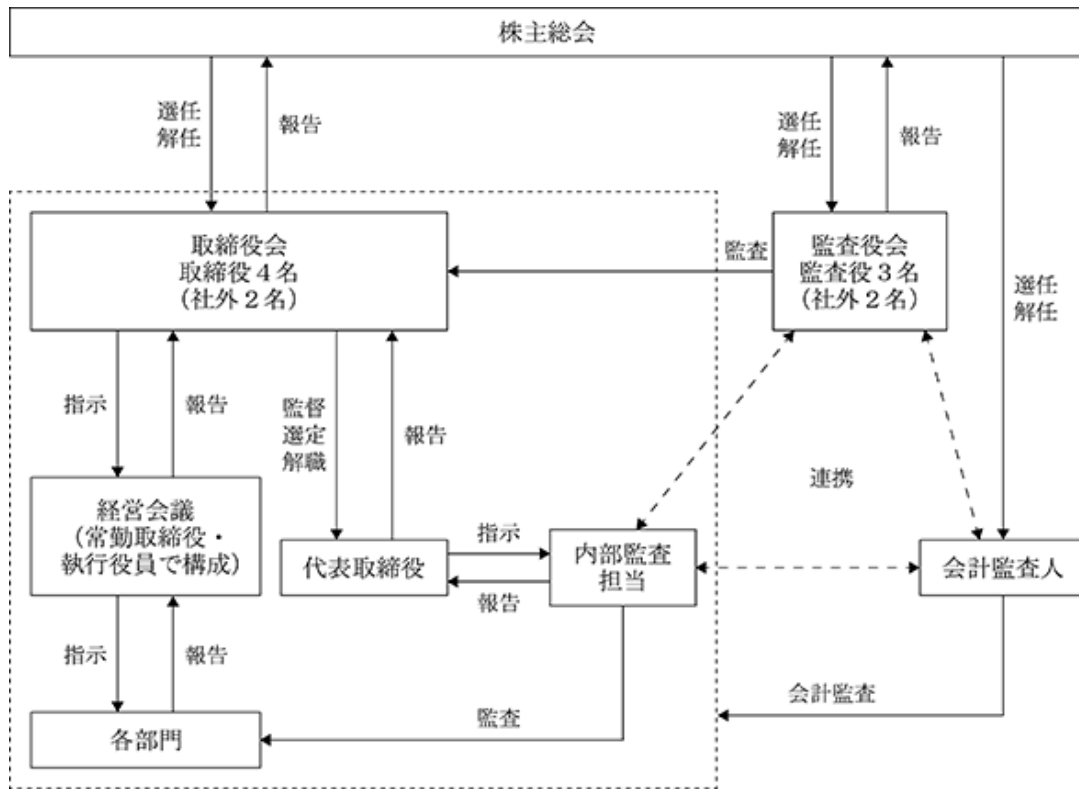 株主総会
選任
解任
報告
選任
解任
報告
選任
解任
取締役会
取締役4名
（社外2名）
監査
監査役会
監査役3名
（社外2名）
指示
報告
監督
選定
解職
報告
連携
経営会議
（常勤取締役・
執行役員で構成）
代表取締役
指示
報告
内部監査
担当
会計監査人
指示
報告
監査
会計監査
各部門